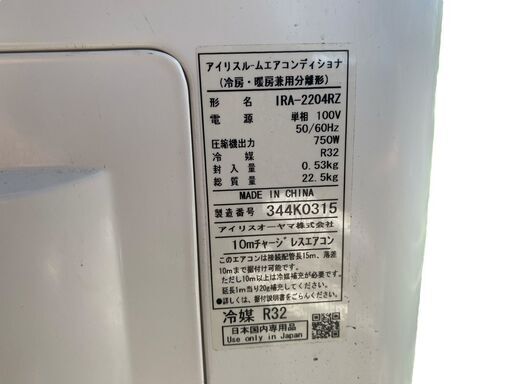 アイリスルームエアコンディショナ
(冷房・暖房兼用分離形)
形名 IRA-2204RZ
電源 単相 100V
50/60Hz
圧縮機出力 750W
冷媒 R32
封入量 0.53kg
総質量 22.5kg
MADE IN CHINA
製造番号 344K0315
アイリスオーヤマ株式会社
10mチャージレスエアコン
このエアコンは接続配管長15m、落差
10mまで据付け可能です。
ただし10m以上は冷媒補充が必要です。
延長1m当り20g補充してください。
●詳しくは、据付説明書をごらんください。
冷媒 R32
日本国内専用品
Use only in Japan